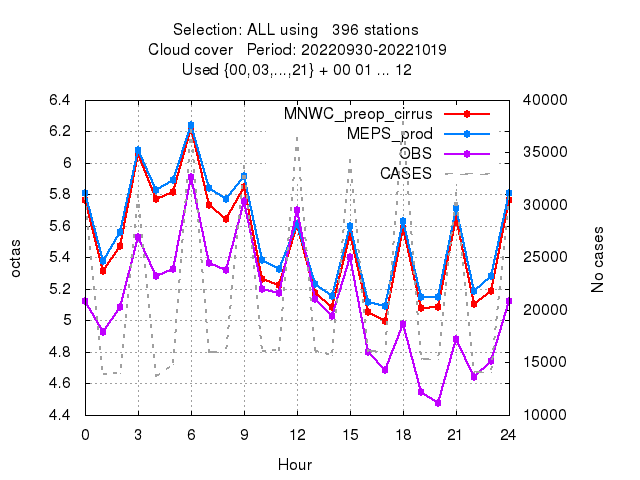 Selection: ALL using   396 stations
Cloud cover   Period: 20220930-20221019
Used {00,03,...,21} + 00 01 ... 12
MNWC_preop_cirrus
MEPS_prod
OBS
CASES
6.4
6.2
6
5.8
5.6
5.4
5.2
5
4.8
4.6
4.4
40000
35000
30000
25000
20000
15000
10000
octas
No cases
0 3 6 9 12 15 18 21 24
Hour